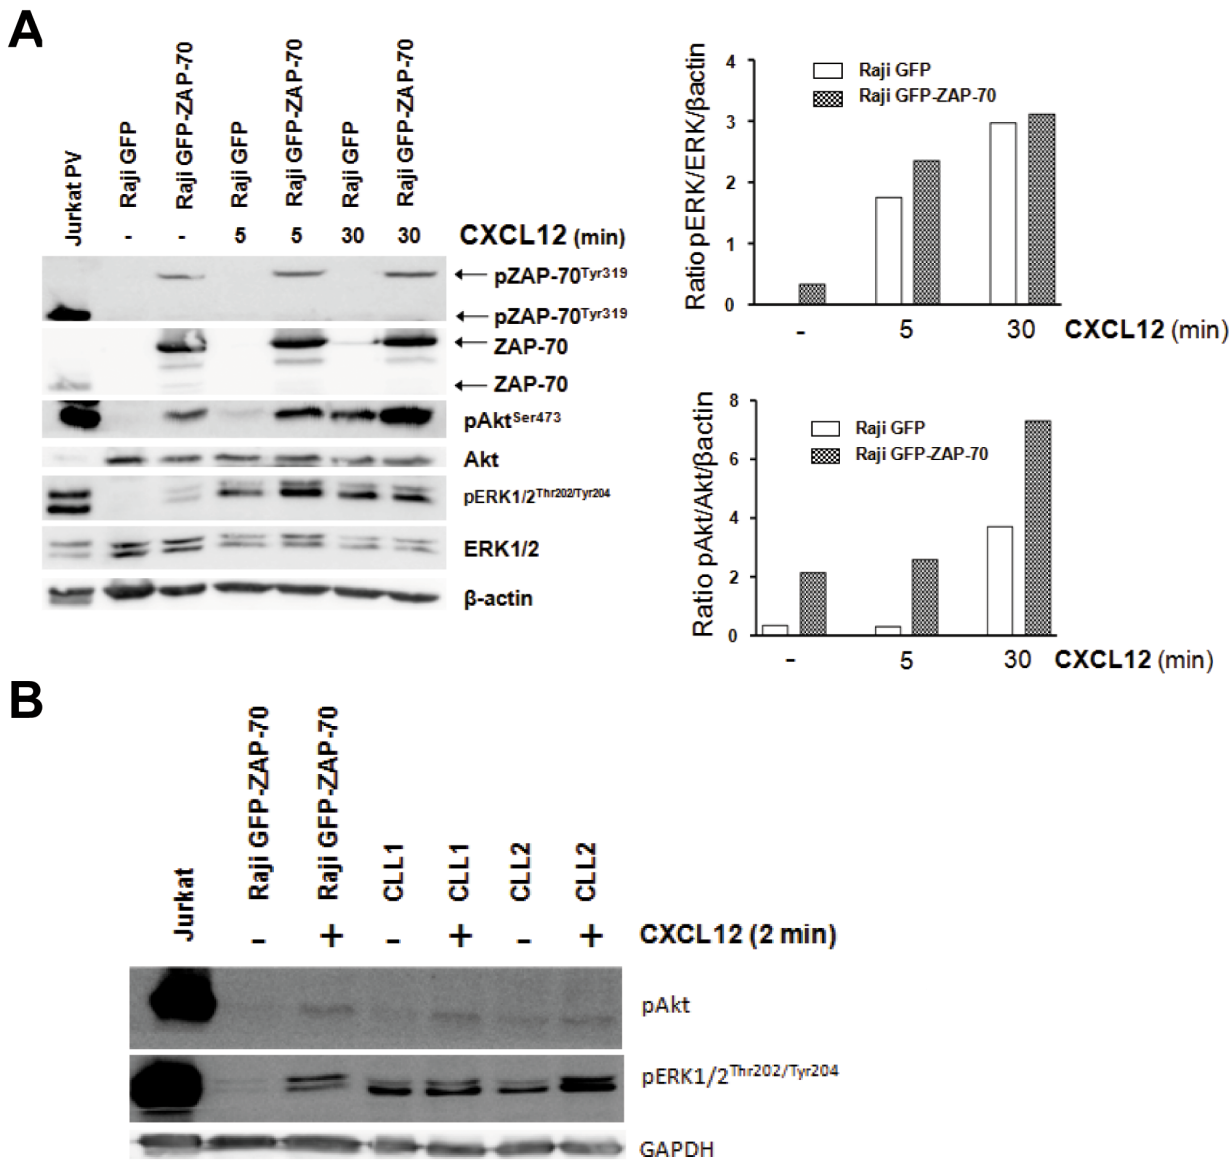 A
Jurkat PV
Raji GFP
Raji GFP-ZAP-70
Raji GFP
Raji GFP-ZAP-70
Raji GFP
Raji GFP-ZAP-70
- - 5 5 30 30 CXCL12 (min)
pZAP-70Tyr319
pZAP-70Tyr319
ZAP-70
ZAP-70
pAktSer473
Akt
pERK1/2Thr202/Tyr204
ERK1/2
β-actin
Ratio pERK/ERK/βactin
4
3
2
1
0
Raji GFP
Raji GFP-ZAP-70
- 5 30 CXCL12 (min)
Ratio pAkt/Akt/βactin
8
6
4
2
0
Raji GFP
Raji GFP-ZAP-70
- 5 30 CXCL12 (min)
B
Jurkat
Raji GFP-ZAP-70
Raji GFP-ZAP-70
CLL1
CLL1
CLL2
CLL2
- + - + - + CXCL12 (2 min)
pAkt
pERK1/2Thr202/Tyr204
GAPDH